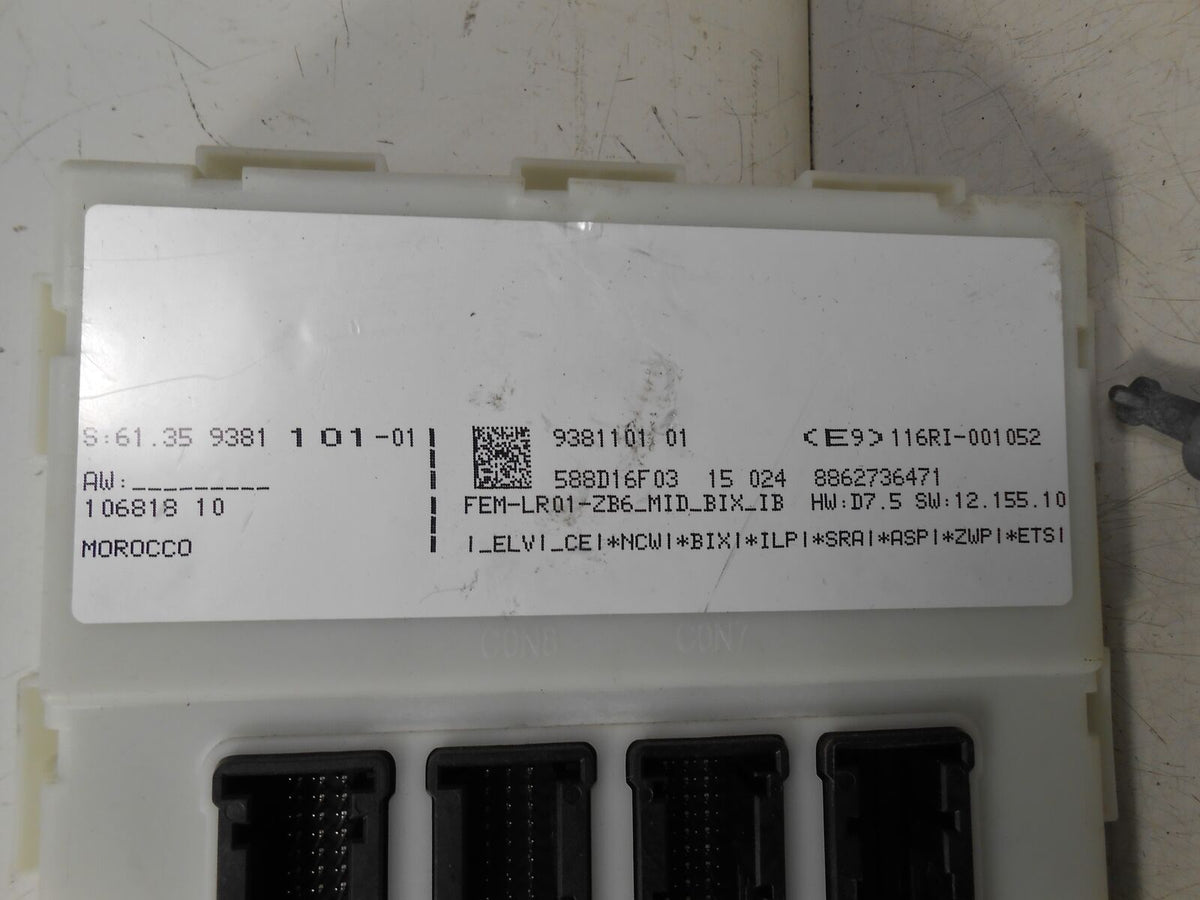 S:61.35 9381 101-01
AW:_________
106818 10
MOROCCO
9381101 01 <E9>116RI-001052
588D16F03 15 024 8862736471
FEM-LR01-ZB6_MID_BIX_IB HW:D7.5 SW:12.155.10
|_ELV|_CE|*NCW|*BIX|*ILP|*SRA|*ASP|*ZWP|*ETS|
CON8 CON7